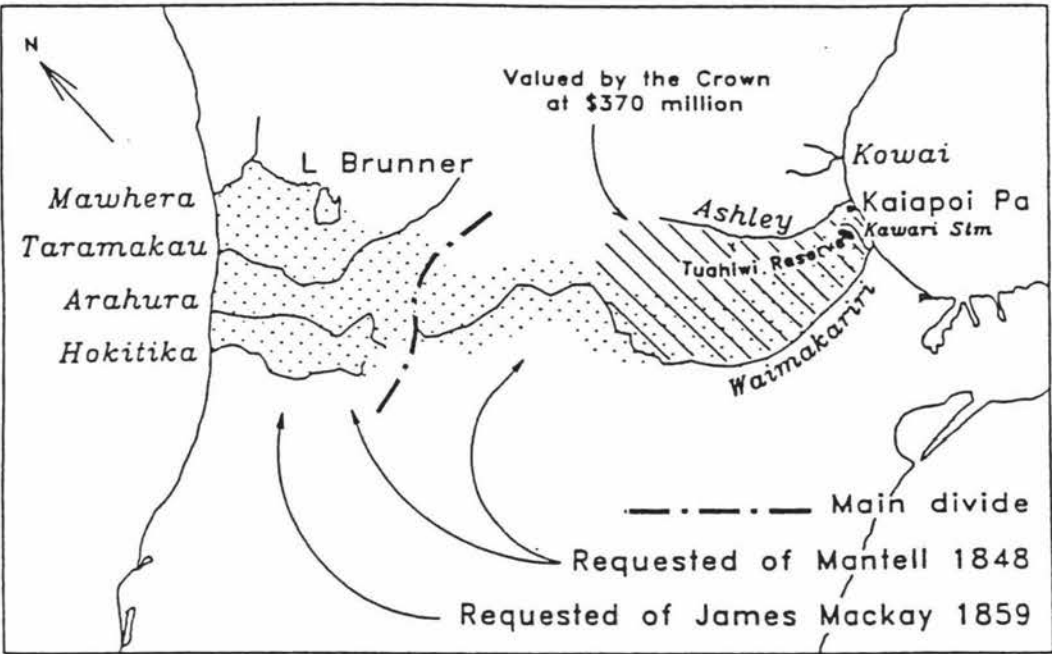 N
Valued by the Crown
at $370 million
L Brunner
Kowai
Mawhera
Ashley
Kaiapoi Pa
Taramakau
Kawari Stm
Tuahiwi Reserve
Arahura
Hokitika
Waimakariri
Main divide
Requested of Mantell 1848
Requested of James Mackay 1859